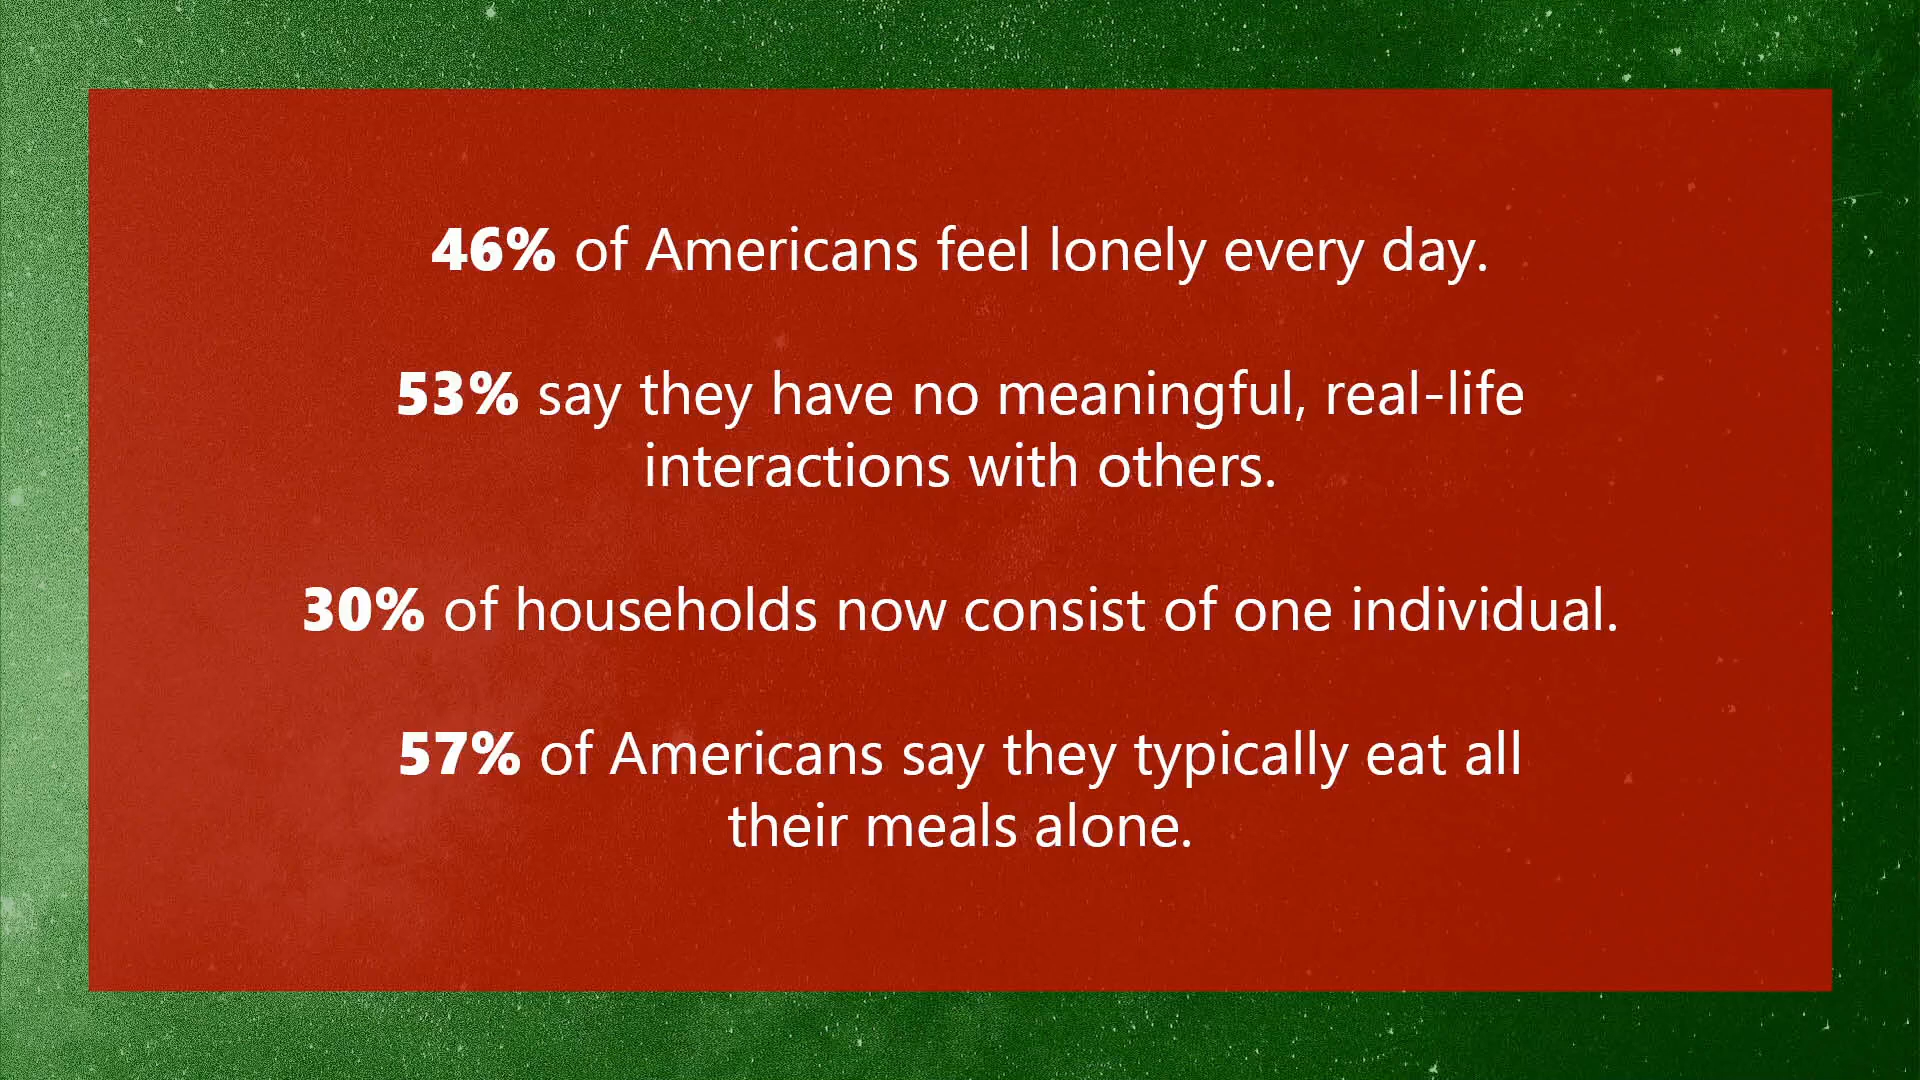 46% of Americans feel lonely every day.
53% say they have no meaningful, real-life
interactions with others.
30% of households now consist of one individual.
57% of Americans say they typically eat all
their meals alone.